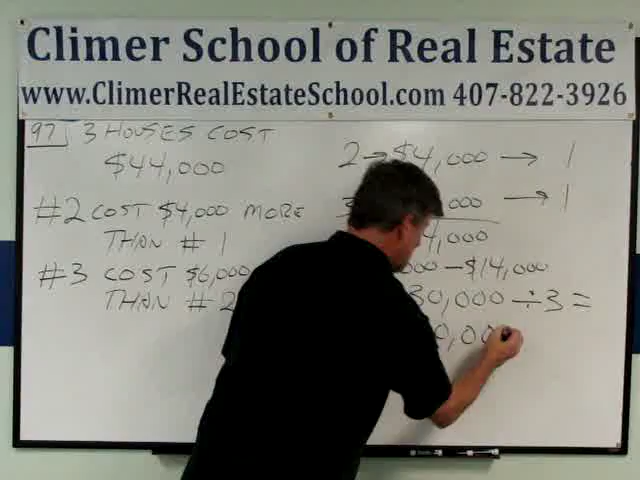 Climer School of Real Estate
www.ClimerRealEstateSchool.com 407-822-3926
97 3 HOUSES COST
$44,000
#2 COST $4,000 MORE
THAN # 1
#3 COST $6,000
THAN # 2
2 → $4,000 → 1
3 ,000 → 1
4,000
000 - $14,000
30,000 ÷ 3 =
0,00